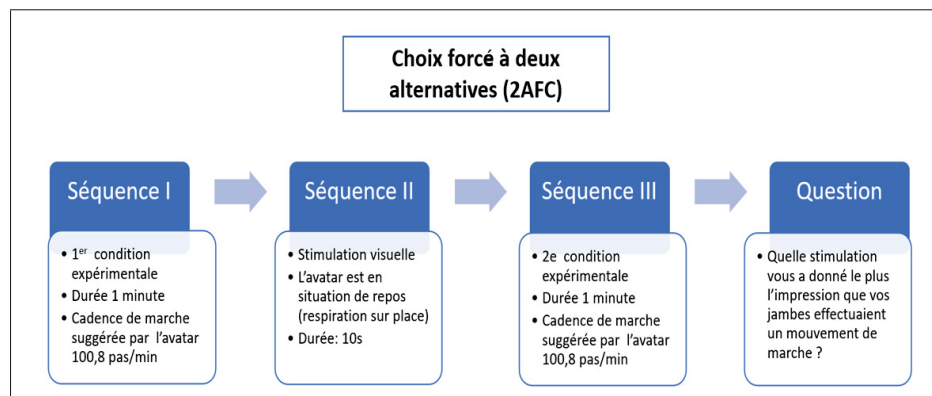 Choix forcé à deux
alternatives (2AFC)
Séquence I
• 1er condition
expérimentale
• Durée 1 minute
• Cadence de marche
suggérée par l'avatar
100,8 pas/min
Séquence II
• Stimulation visuelle
• L'avatar est en
situation de repos
(respiration sur place)
• Durée: 10s
Séquence III
• 2e condition
expérimentale
• Durée 1 minute
• Cadence de marche
suggérée par l'avatar
100,8 pas/min
Question
• Quelle stimulation
vous a donné le plus
l'impression que vos
jambes effectuaient
un mouvement de
marche ?